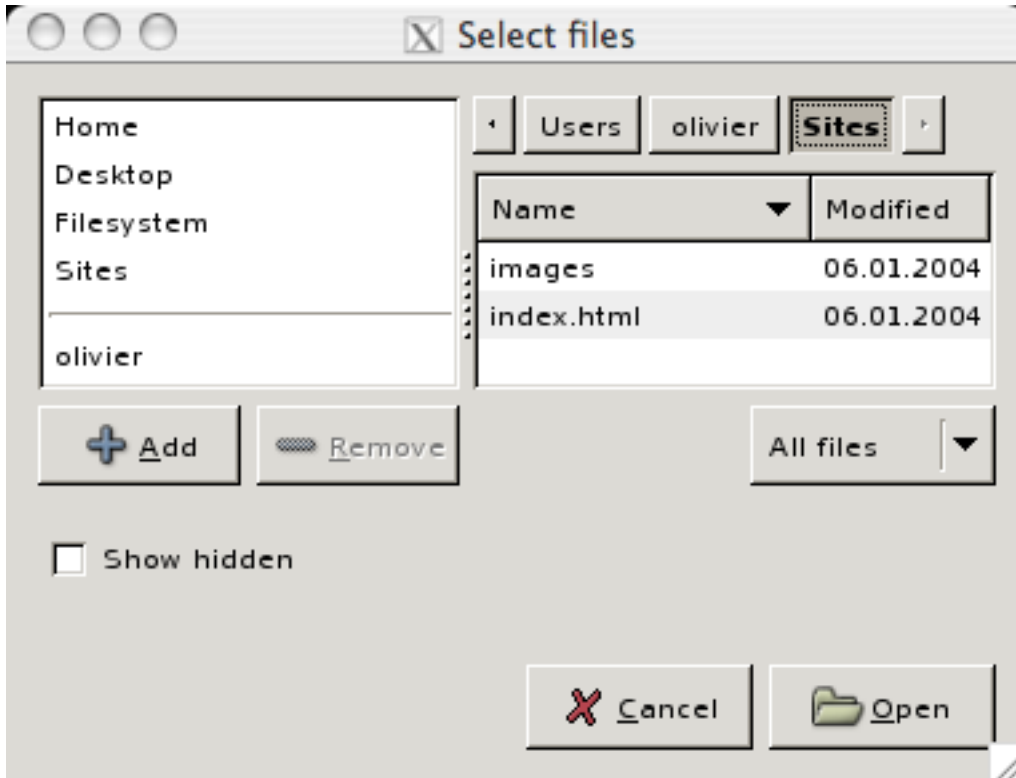 Select files
Home
Desktop
Filesystem
Sites
olivier
Users olivier Sites
Name Modified
images 06.01.2004
index.html 06.01.2004
Add Remove All files
Show hidden
Cancel Open